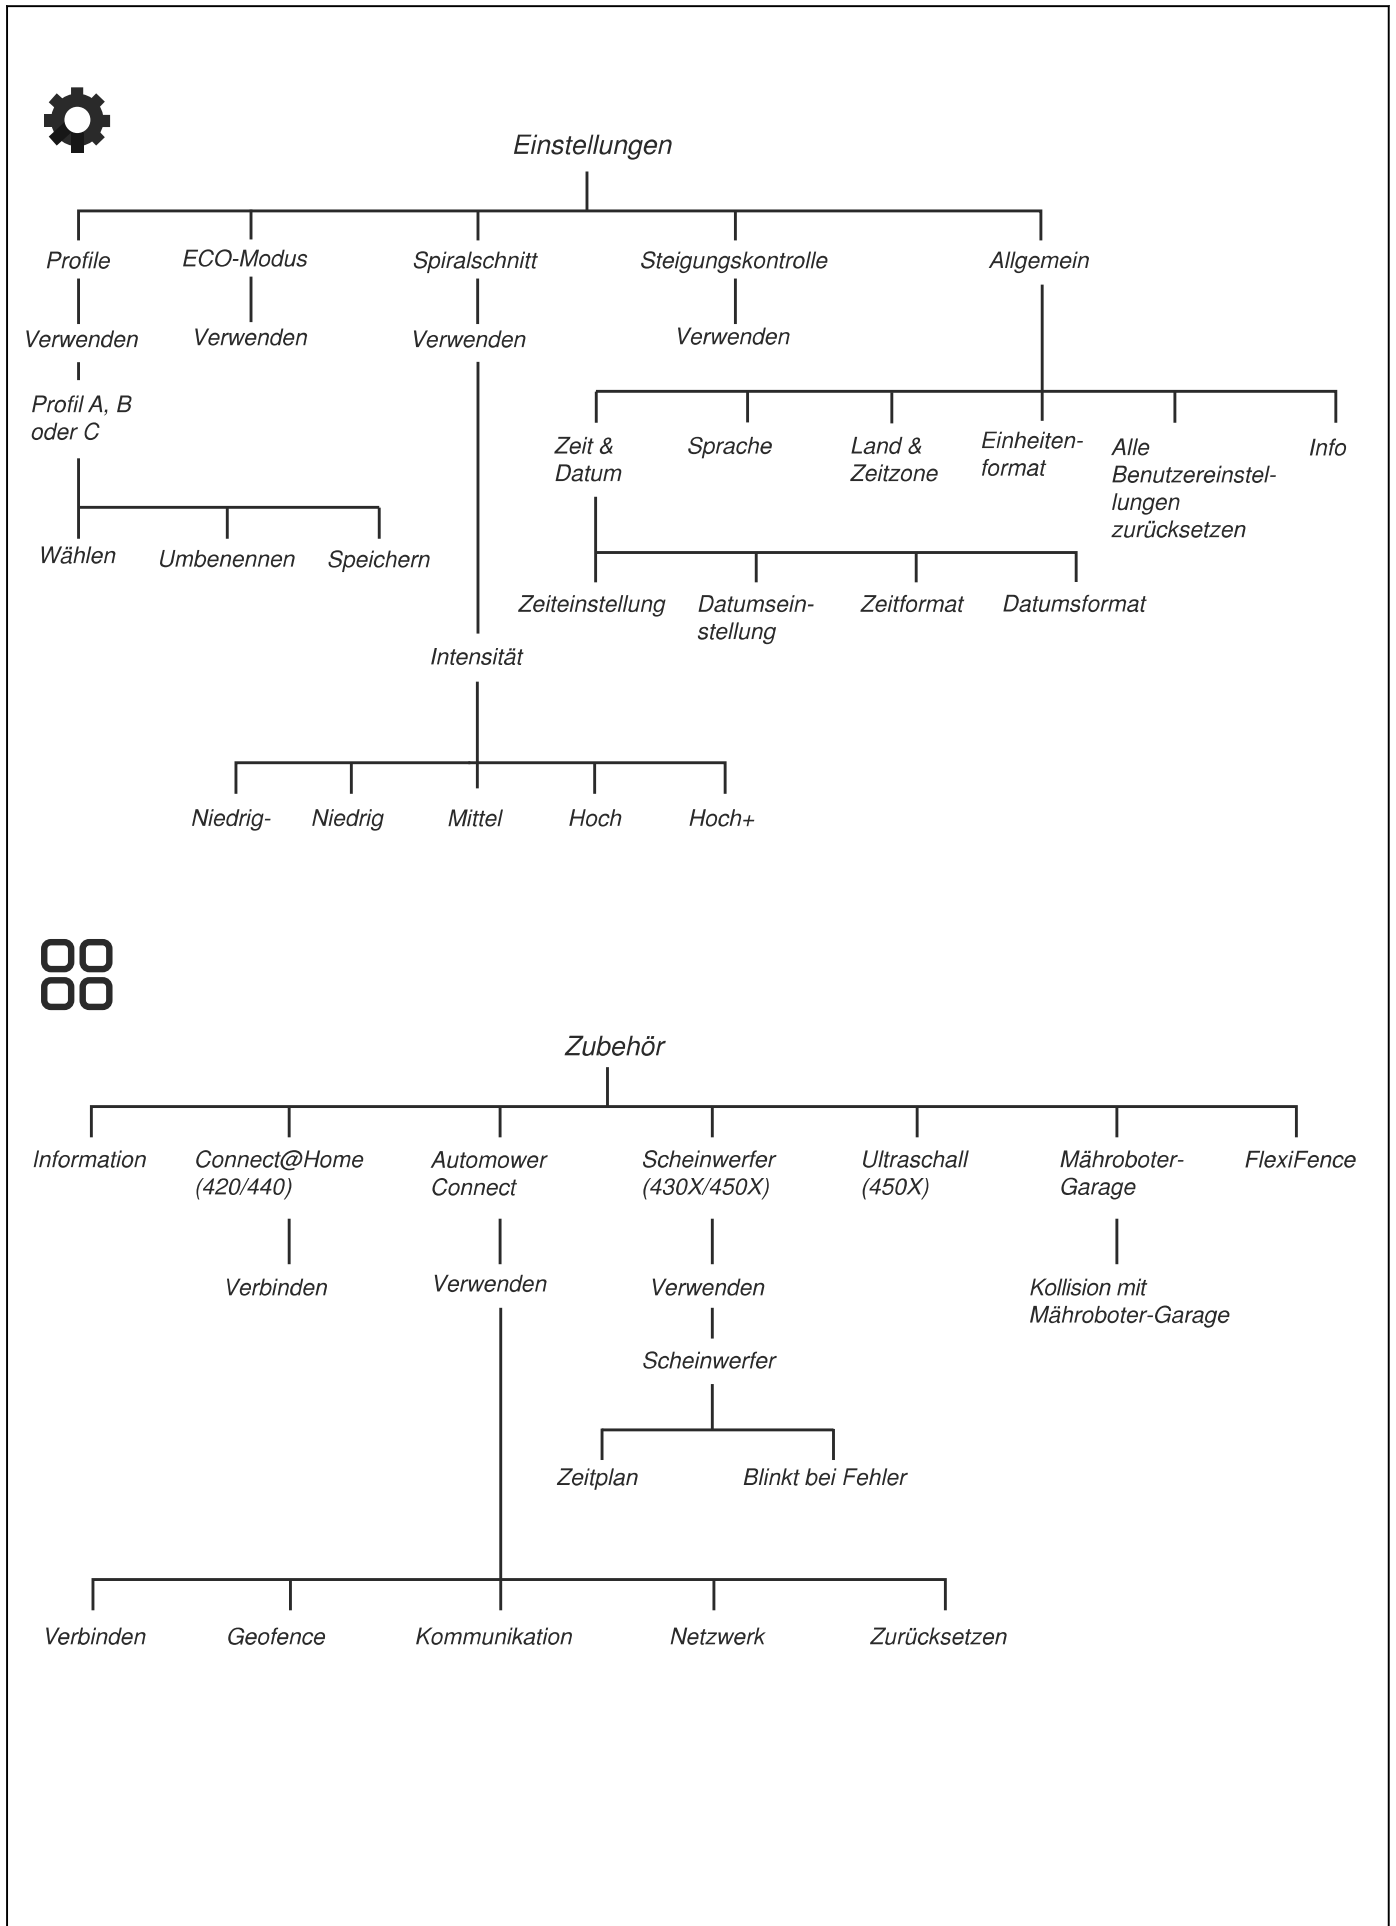 Einstellungen
Profile
ECO-Modus
Spiralschnitt
Steigungskontrolle
Allgemein
Verwenden
Verwenden
Verwenden
Verwenden
Profil A, B
oder C
Zeit &
Datum
Sprache
Land &
Zeitzone
Einheiten-
format
Alle
Benutzereinstel-
lungen
zurücksetzen
Info
Wählen
Umbenennen
Speichern
Zeiteinstellung
Datumsein-
stellung
Zeitformat
Datumsformat
Intensität
Niedrig-
Niedrig
Mittel
Hoch
Hoch+
Zubehör
Information
Connect@Home
(420/440)
Automower
Connect
Scheinwerfer
(430X/450X)
Ultraschall
(450X)
Mähroboter-
Garage
FlexiFence
Verbinden
Verwenden
Verwenden
Kollision mit
Mähroboter-Garage
Scheinwerfer
Zeitplan
Blinkt bei Fehler
Verbinden
Geofence
Kommunikation
Netzwerk
Zurücksetzen